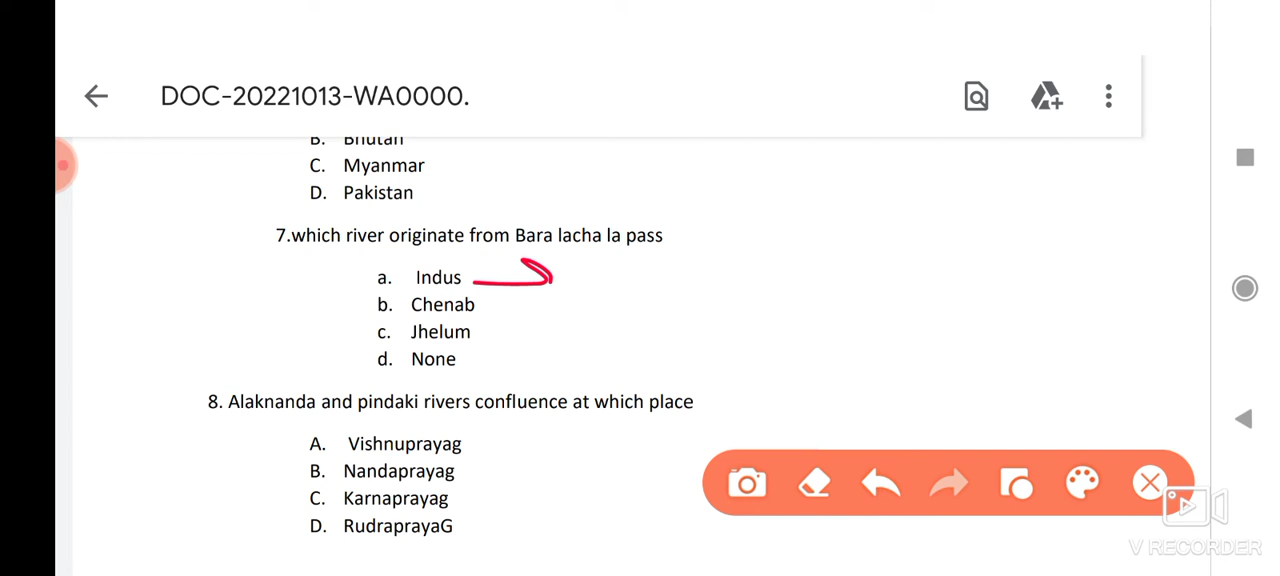 DOC-20221013-WA0000.
B. Bhutan
C. Myanmar
D. Pakistan
7.which river originate from Bara lacha la pass
a. Indus
b. Chenab
c. Jhelum
d. None
8. Alaknanda and pindaki rivers confluence at which place
A. Vishnuprayag
B. Nandaprayag
C. Karnaprayag
D. RudraprayaG
V RECORDER